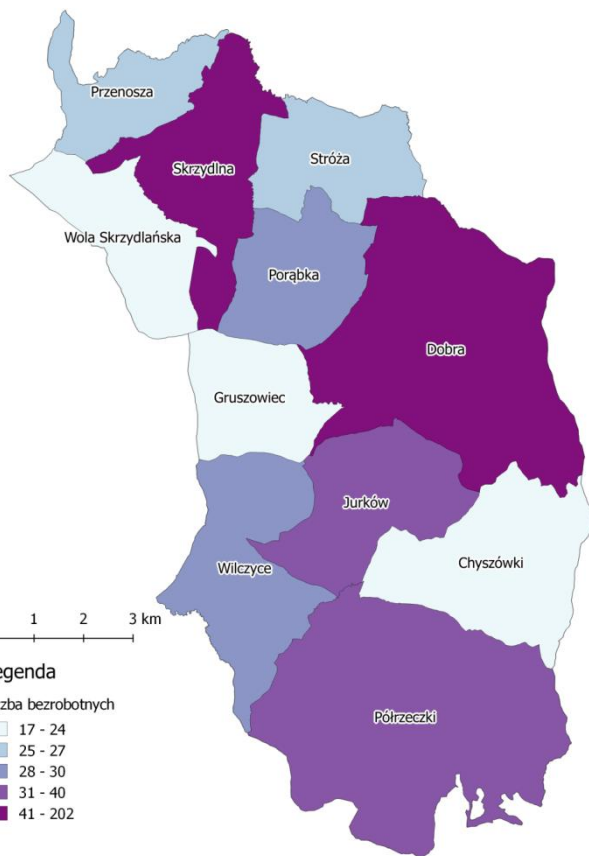 Przenosza
Skrzydlna
Stróża
Wola Skrzydlańska
Porąbka
Dobra
Gruszowiec
Jurków
Chyszówki
Wilczyce
1 2 3 km
egenda
zba bezrobotnych
Półrzeczki
17 - 24
25 - 27
28 - 30
31 - 40
41 - 202